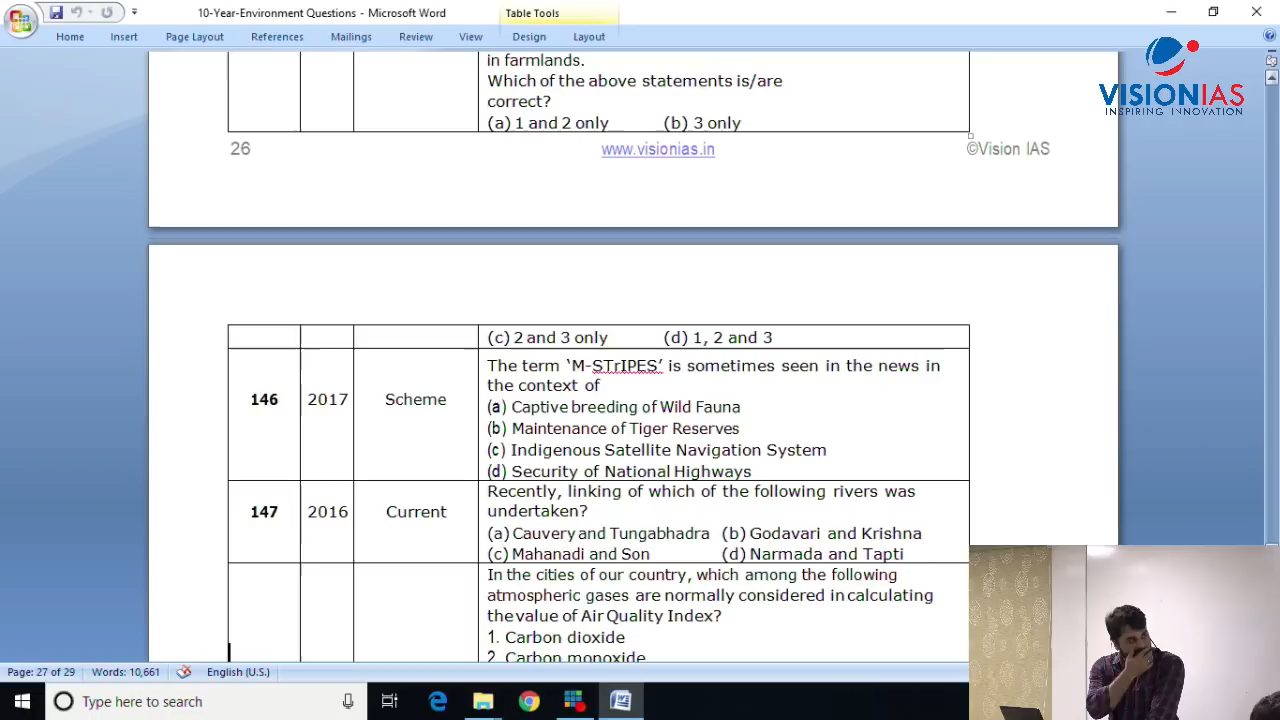 10-Year-Environment Questions - Microsoft Word
Table Tools
Home Insert Page Layout References Mailings Review View Design Layout
VISIONIAS
INSPIRING INNOVATION
in farmlands.
Which of the above statements is/are
correct?
(a) 1 and 2 only (b) 3 only
26 www.visionias.in ©Vision IAS
(c) 2 and 3 only (d) 1, 2 and 3
146 2017 Scheme
The term ‘M-STrIPES’ is sometimes seen in the news in
the context of
(a) Captive breeding of Wild Fauna
(b) Maintenance of Tiger Reserves
(c) Indigenous Satellite Navigation System
(d) Security of National Highways
147 2016 Current
Recently, linking of which of the following rivers was
undertaken?
(a) Cauvery and Tungabhadra (b) Godavari and Krishna
(c) Mahanadi and Son (d) Narmada and Tapti
In the cities of our country, which among the following
atmospheric gases are normally considered in calculating
the value of Air Quality Index?
1. Carbon dioxide
2. Carbon monoxide
Page: 27 of 29 Words: 10,661 English (U.S.)
Type here to search